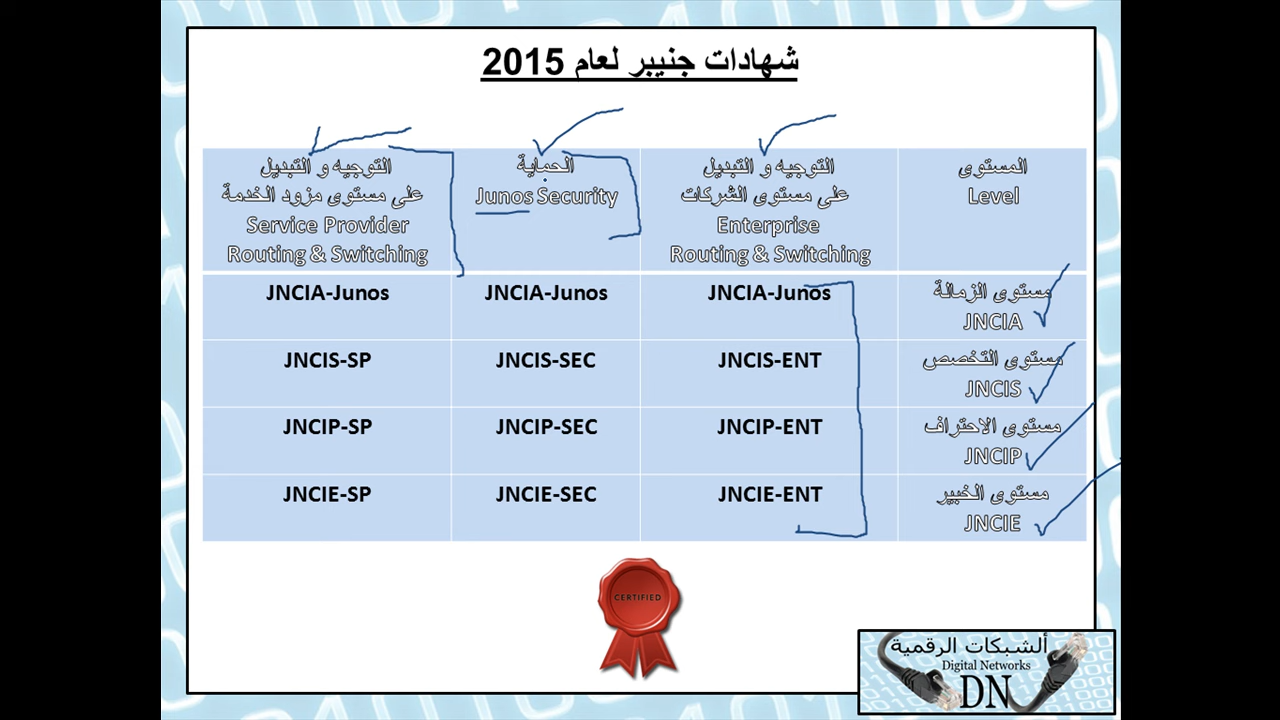 شهادات جنيبر لعام 2015
المستوى
Level
التوجيه و التبديل
على مستوى الشركات
Enterprise
Routing & Switching
الحماية
Junos Security
التوجيه و التبديل
على مستوى مزود الخدمة
Service Provider
Routing & Switching
مستوى الزمالة
JNCIA
JNCIA-Junos
JNCIA-Junos
JNCIA-Junos
مستوى التخصص
JNCIS
JNCIS-ENT
JNCIS-SEC
JNCIS-SP
مستوى الاحتراف
JNCIP
JNCIP-ENT
JNCIP-SEC
JNCIP-SP
مستوى الخبير
JNCIE
JNCIE-ENT
JNCIE-SEC
JNCIE-SP
CERTIFIED
ألشبكات الرقمية
Digital Networks
DN